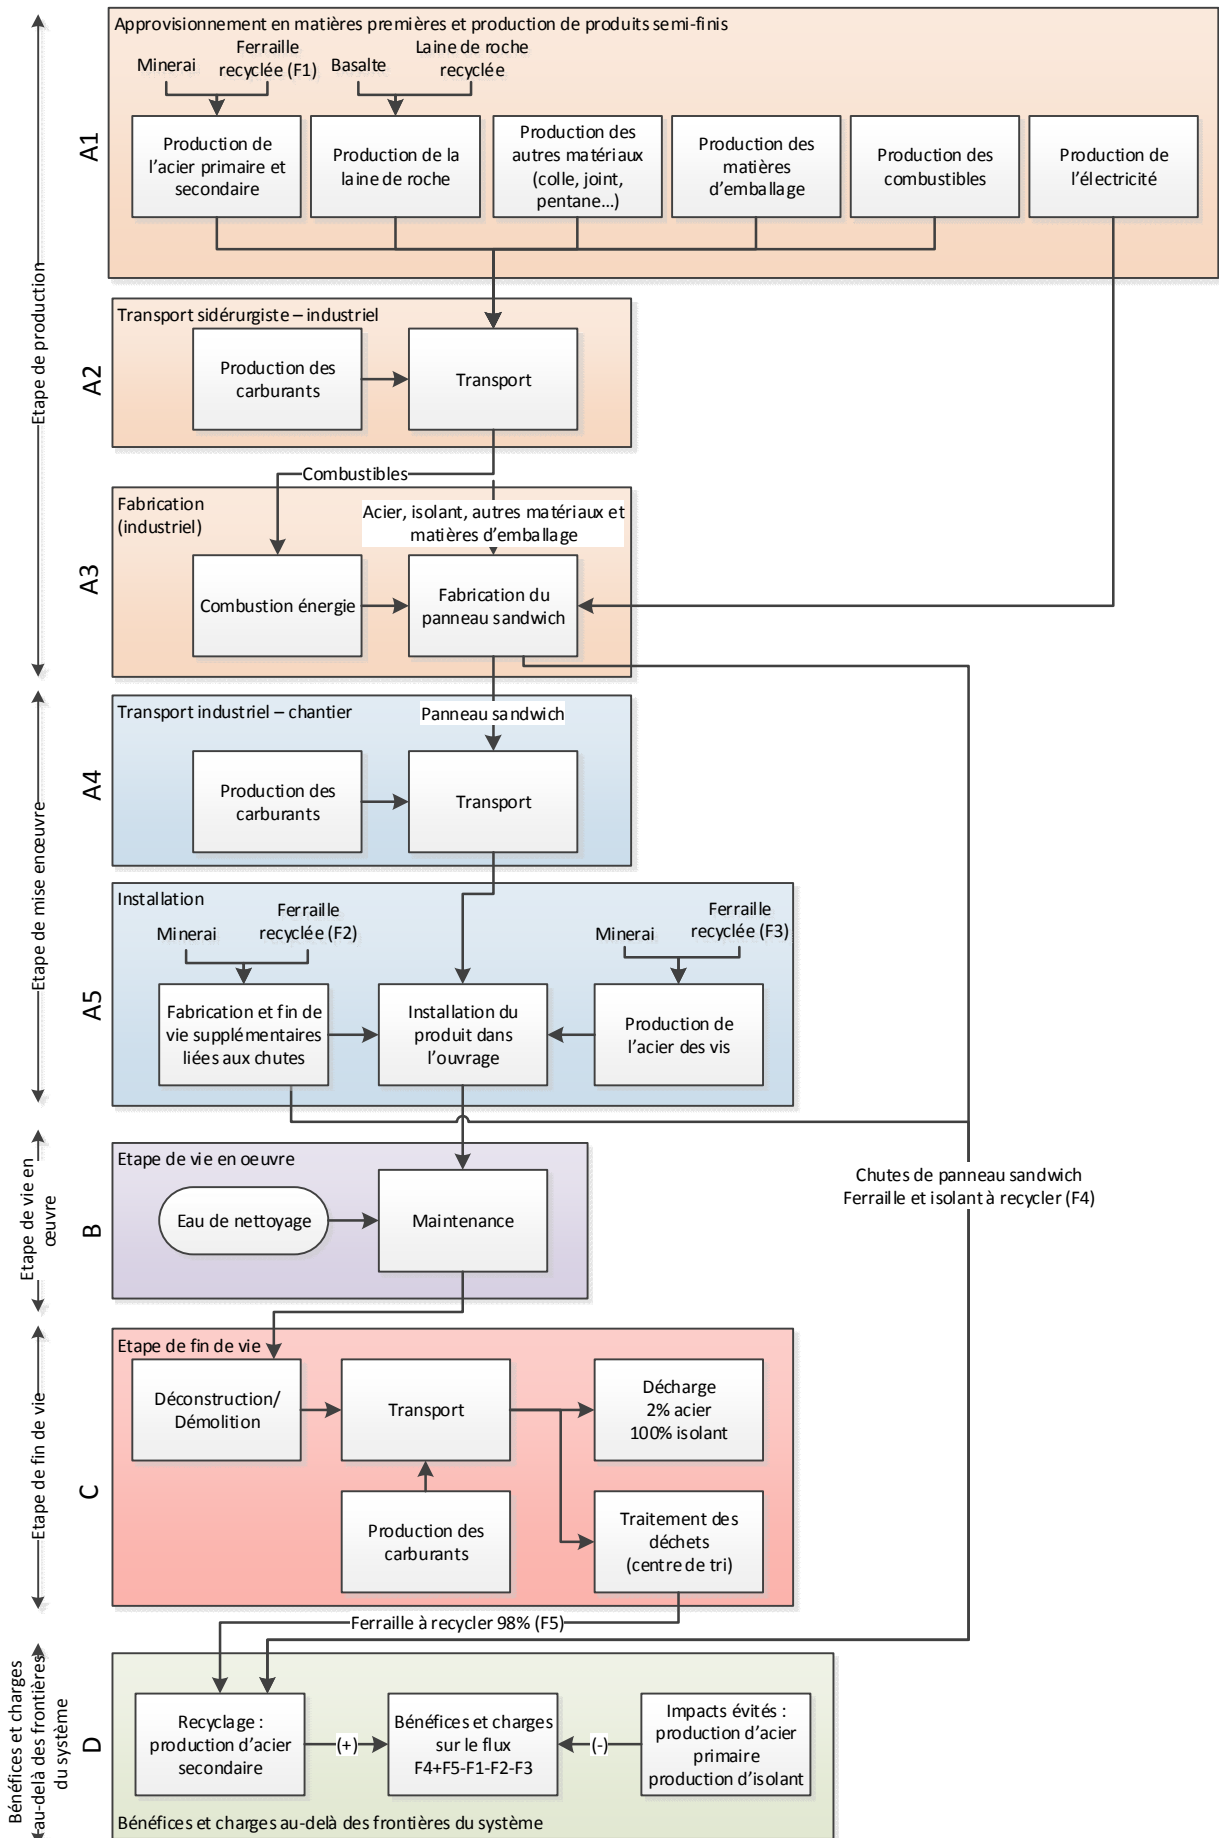 Approvisionnement en matières premières et production de produits semi-finis
Minerai
Ferraille
recyclée (F1)
Basalte
Laine de roche
recyclée
Production de
l'acier primaire et
secondaire
Production de la
laine de roche
Production des
autres matériaux
(colle, joint,
pentane...)
Production des
matières
d'emballage
Production des
combustibles
Production de
l'électricité
A1
Etape de production
Transport sidérurgiste – industriel
A2
Production des
carburants
Transport
Combustibles
Fabrication
(industriel)
Acier, isolant, autres matériaux et
matières d'emballage
A3
Combustion énergie
Fabrication du
panneau sandwich
Transport industriel – chantier
Panneau sandwich
A4
Production des
carburants
Transport
Etape de mise enœuvre
Installation
Minerai
Ferraille
recyclée (F2)
Minerai
Ferraille
recyclée (F3)
A5
Fabrication et fin de
vie supplémentaires
liées aux chutes
Installation du
produit dans
l'ouvrage
Production de
l'acier des vis
Etape de vie en
œuvre
B
Etape de vie en oeuvre
Eau de nettoyage
Maintenance
Chutes de panneau sandwich
Ferraille et isolant à recycler (F4)
Etape de fin de vie
C
Etape de fin de vie
Déconstruction/
Démolition
Transport
Décharge
2% acier
100% isolant
Production des
carburants
Traitement des
déchets
(centre de tri)
Ferraille à recycler 98% (F5)
Bénéfices et charges
au-delà des frontières
du système
D
Recyclage :
production d'acier
secondaire
(+)
Bénéfices et charges
sur le flux
F4+F5-F1-F2-F3
(-)
Impacts évités :
production d'acier
primaire
production d'isolant
Bénéfices et charges au-delà des frontières du système